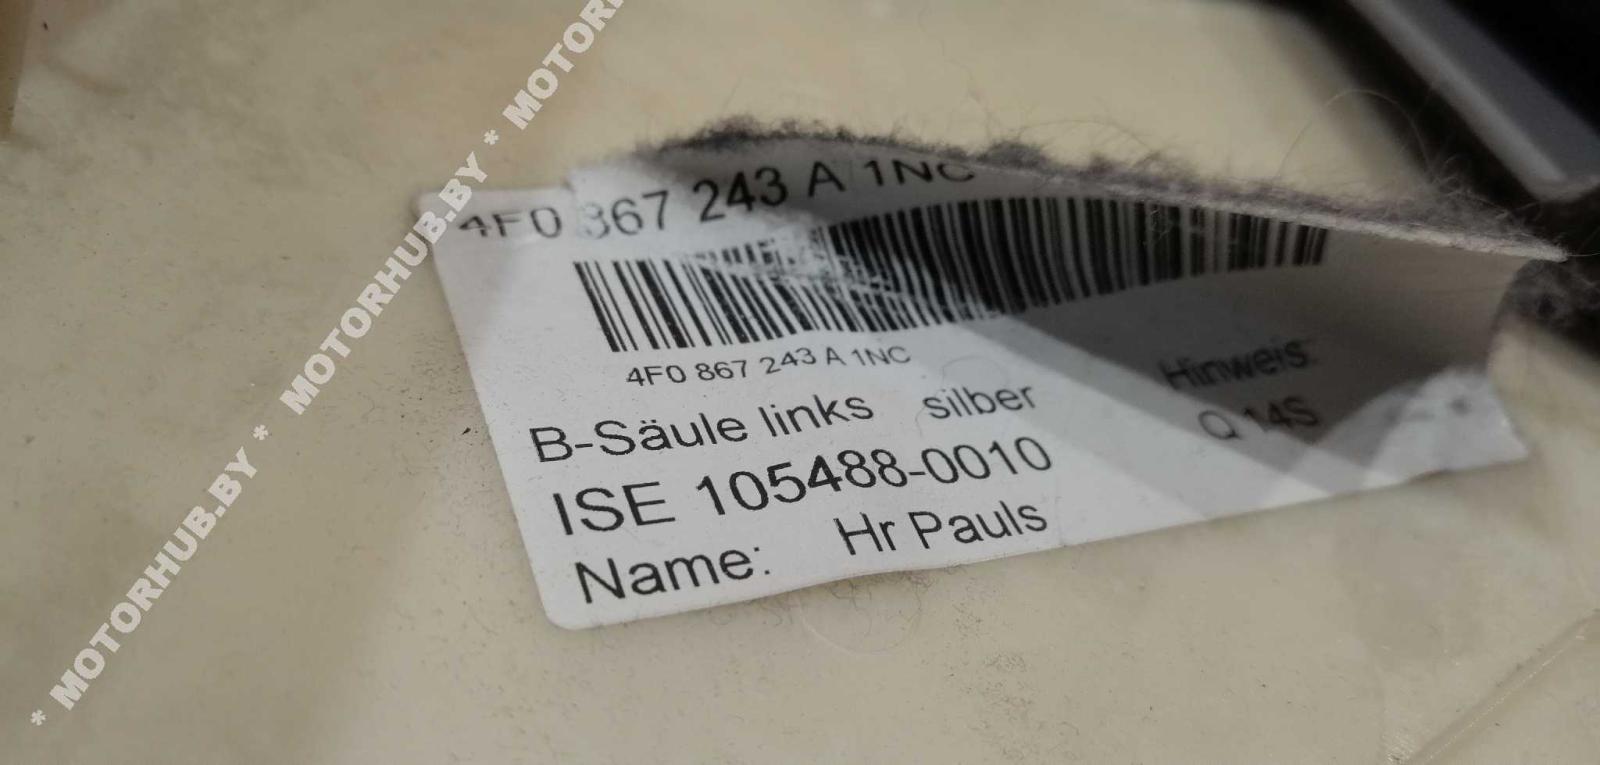 4F0 867 243 A 1NC
4F0 867 243 A 1NC
B-Säule links silber
Hinweis:
Q 14S
ISE 105488-0010
Name: Hr Pauls
* MOTORHUB.BY * MOTORHUB.BY * MOTORHUB.BY * MOTORH